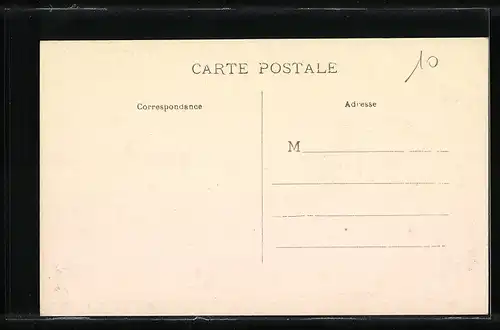 CARTE POSTALE
10
Correspondance
Adresse
M